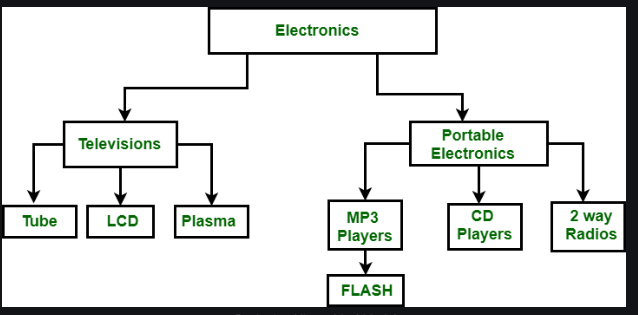 Electronics
Televisions
Portable
Electronics
Tube
LCD
Plasma
MP3
Players
CD
Players
2 way
Radios
FLASH